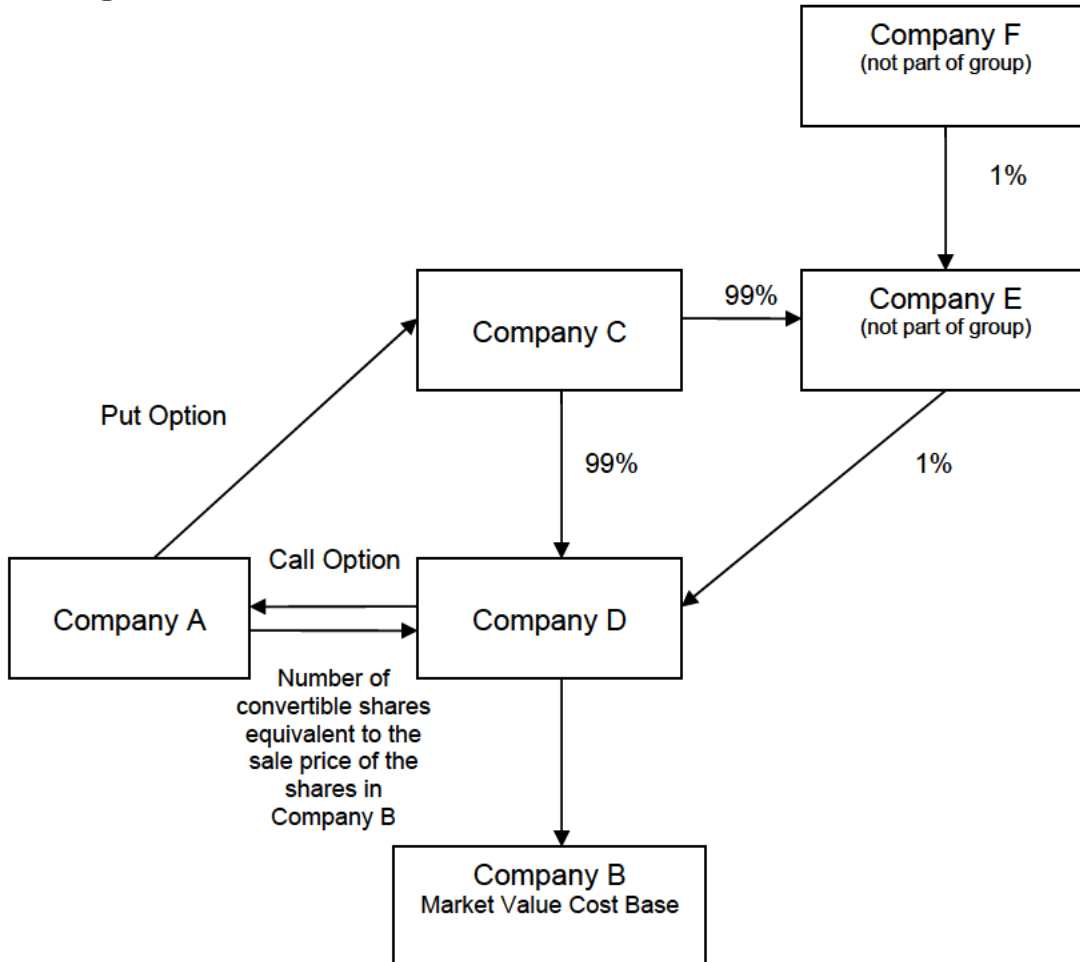 Company F
(not part of group)
1%
99%
Company C
Company E
(not part of group)
Put Option
99%
1%
Call Option
Company A
Company D
Number of
convertible shares
equivalent to the
sale price of the
shares in
Company B
Company B
Market Value Cost Base